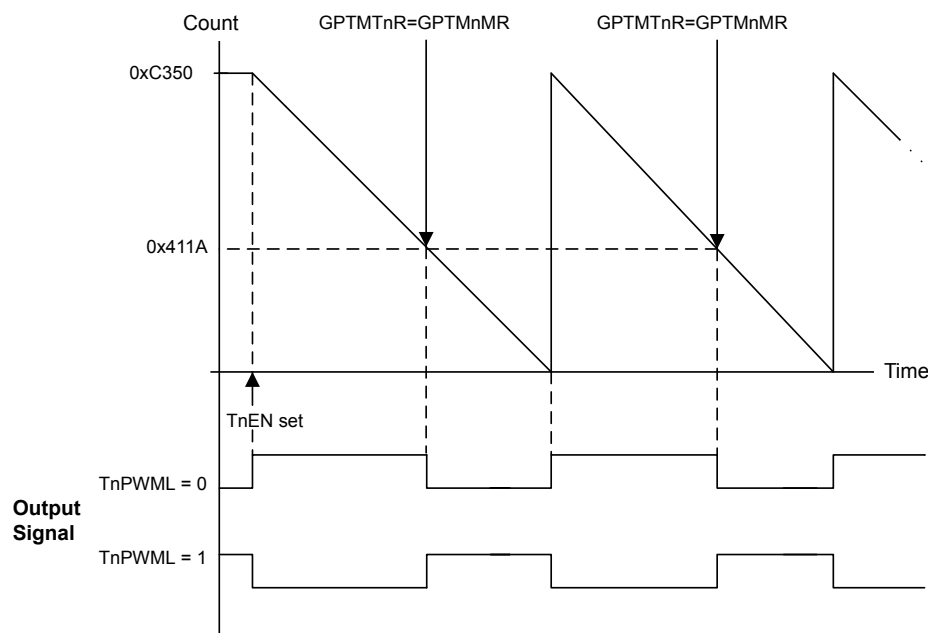 Count
GPTMTnR=GPTMnMR
GPTMTnR=GPTMnMR
0xC350
0x411A
Time
TnEN set
TnPWML = 0
Output
Signal
TnPWML = 1